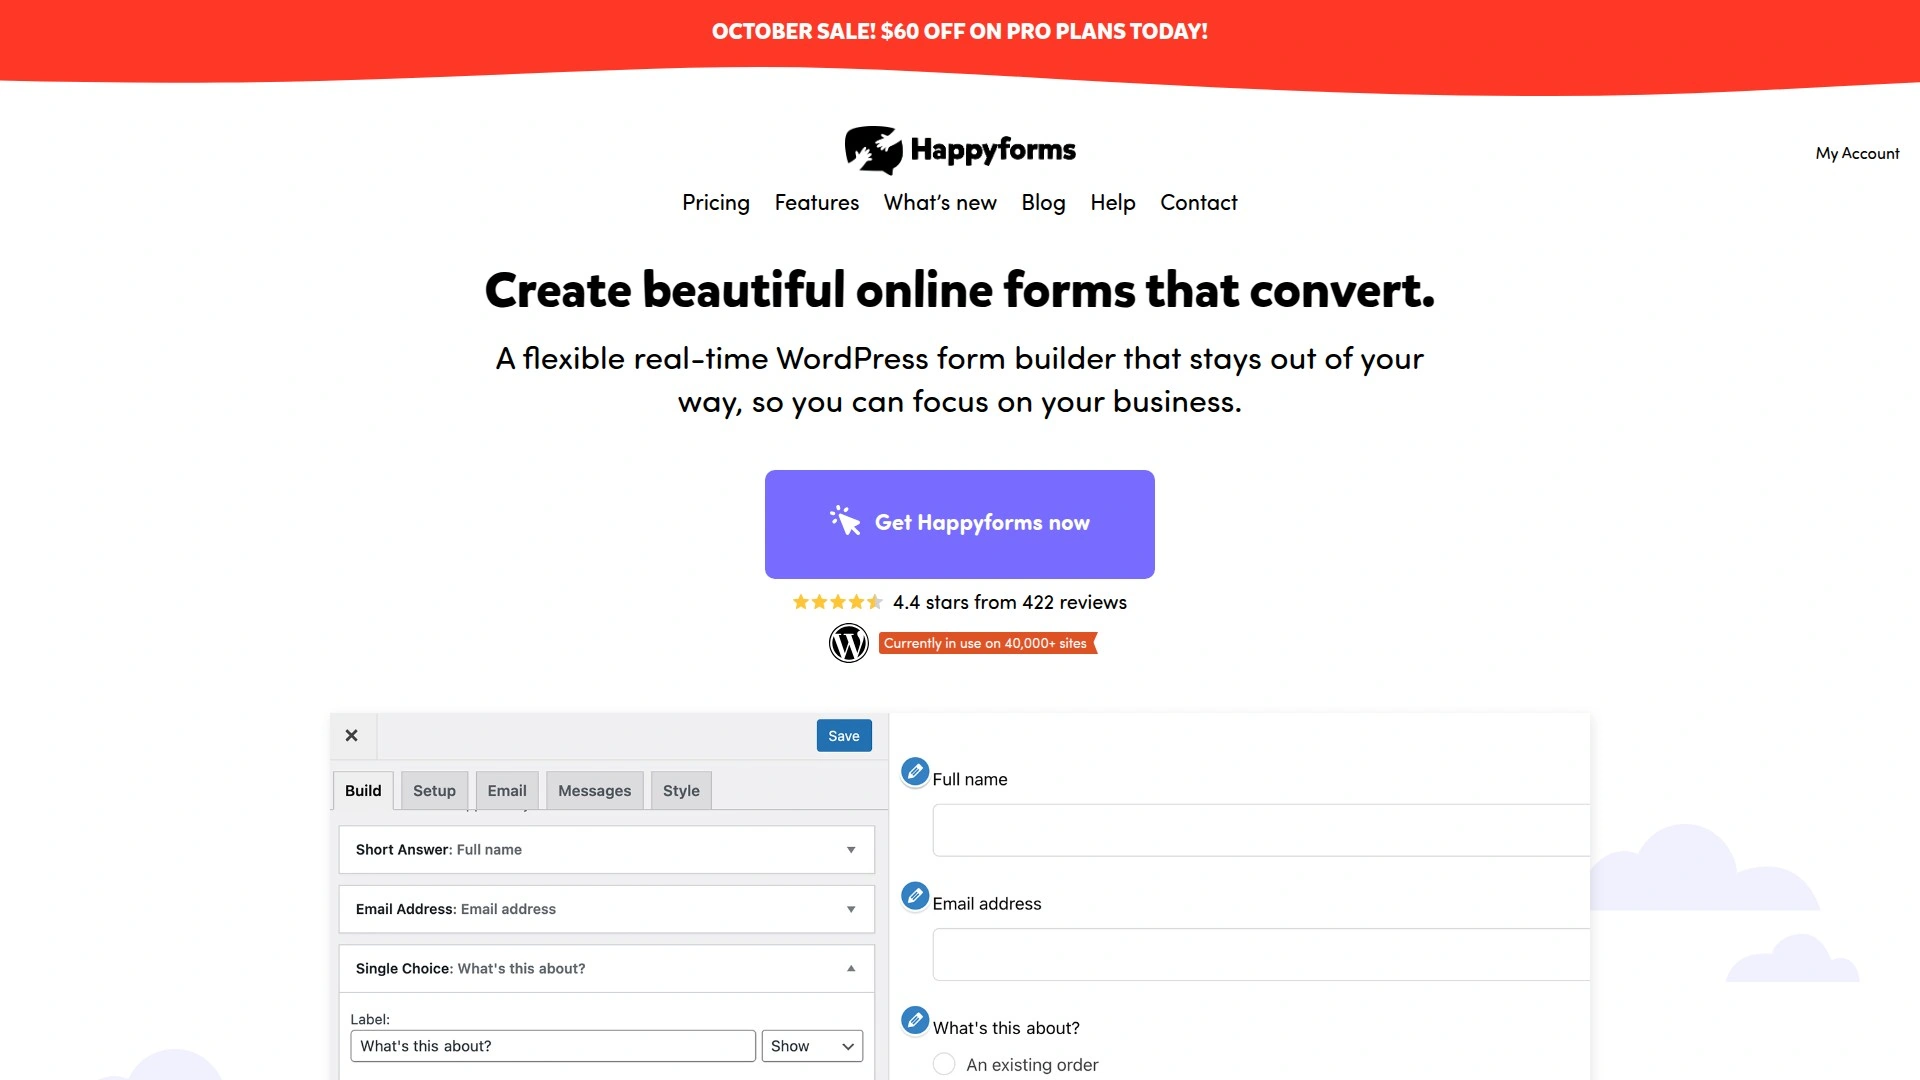 OCTOBER SALE! $60 OFF ON PRO PLANS TODAY!
Happyforms
My Account
Pricing Features What's new Blog Help Contact
Create beautiful online forms that convert.
A flexible real-time WordPress form builder that stays out of your
way, so you can focus on your business.
Get Happyforms now
4.4 stars from 422 reviews
Currently in use on 40,000+ sites
Save
Build Setup Email Messages Style
Short Answer: Full name
Email Address: Email address
Single Choice: What's this about?
Label:
What's this about? Show
Full name
Email address
What's this about?
An existing order